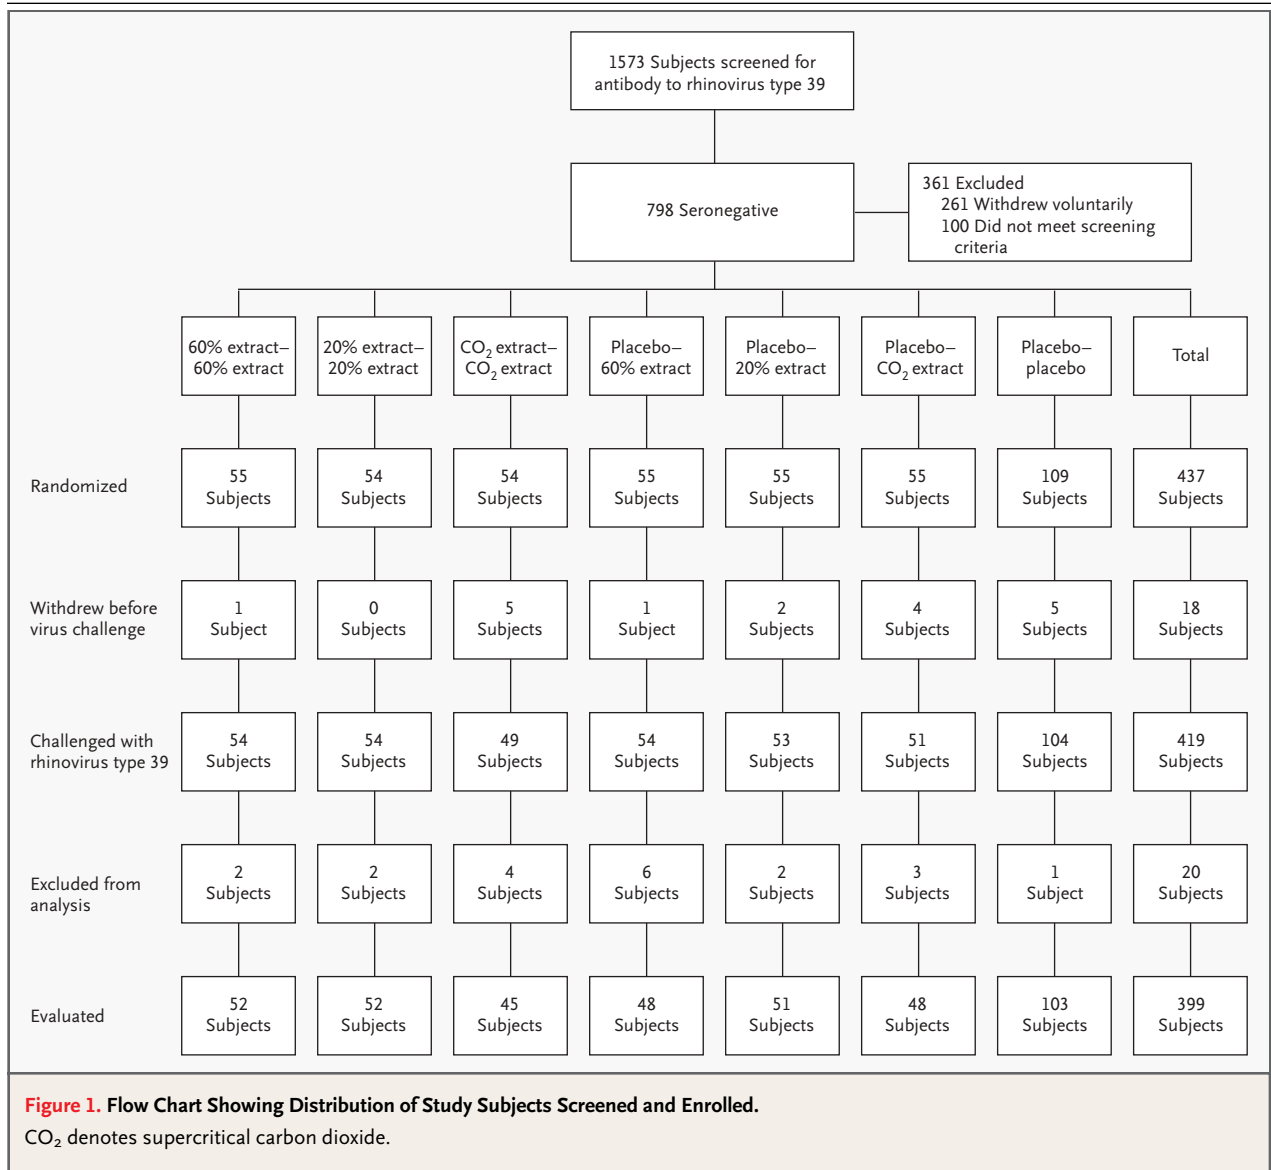 1573 Subjects screened for
antibody to rhinovirus type 39
798 Seronegative
361 Excluded
261 Withdrew voluntarily
100 Did not meet screening
criteria
60% extract–
60% extract
20% extract–
20% extract
CO₂ extract–
CO₂ extract
Placebo–
60% extract
Placebo–
20% extract
Placebo–
CO₂ extract
Placebo–
placebo
Total
Randomized
55
Subjects
54
Subjects
54
Subjects
55
Subjects
55
Subjects
55
Subjects
109
Subjects
437
Subjects
Withdrew before
virus challenge
1
Subject
0
Subjects
5
Subjects
1
Subject
2
Subjects
4
Subjects
5
Subjects
18
Subjects
Challenged with
rhinovirus type 39
54
Subjects
54
Subjects
49
Subjects
54
Subjects
53
Subjects
51
Subjects
104
Subjects
419
Subjects
Excluded from
analysis
2
Subjects
2
Subjects
4
Subjects
6
Subjects
2
Subjects
3
Subjects
1
Subject
20
Subjects
Evaluated
52
Subjects
52
Subjects
45
Subjects
48
Subjects
51
Subjects
48
Subjects
103
Subjects
399
Subjects
Figure 1. Flow Chart Showing Distribution of Study Subjects Screened and Enrolled.
CO₂ denotes supercritical carbon dioxide.